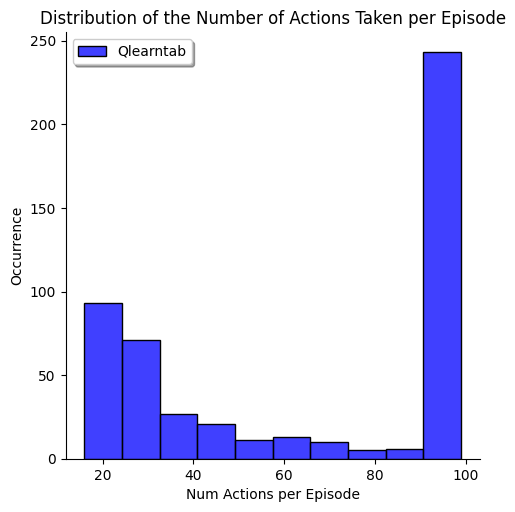 Distribution of the Number of Actions Taken per Episode
Qlearntab
250
200
150
100
50
0
Occurrence
20 40 60 80 100
Num Actions per Episode